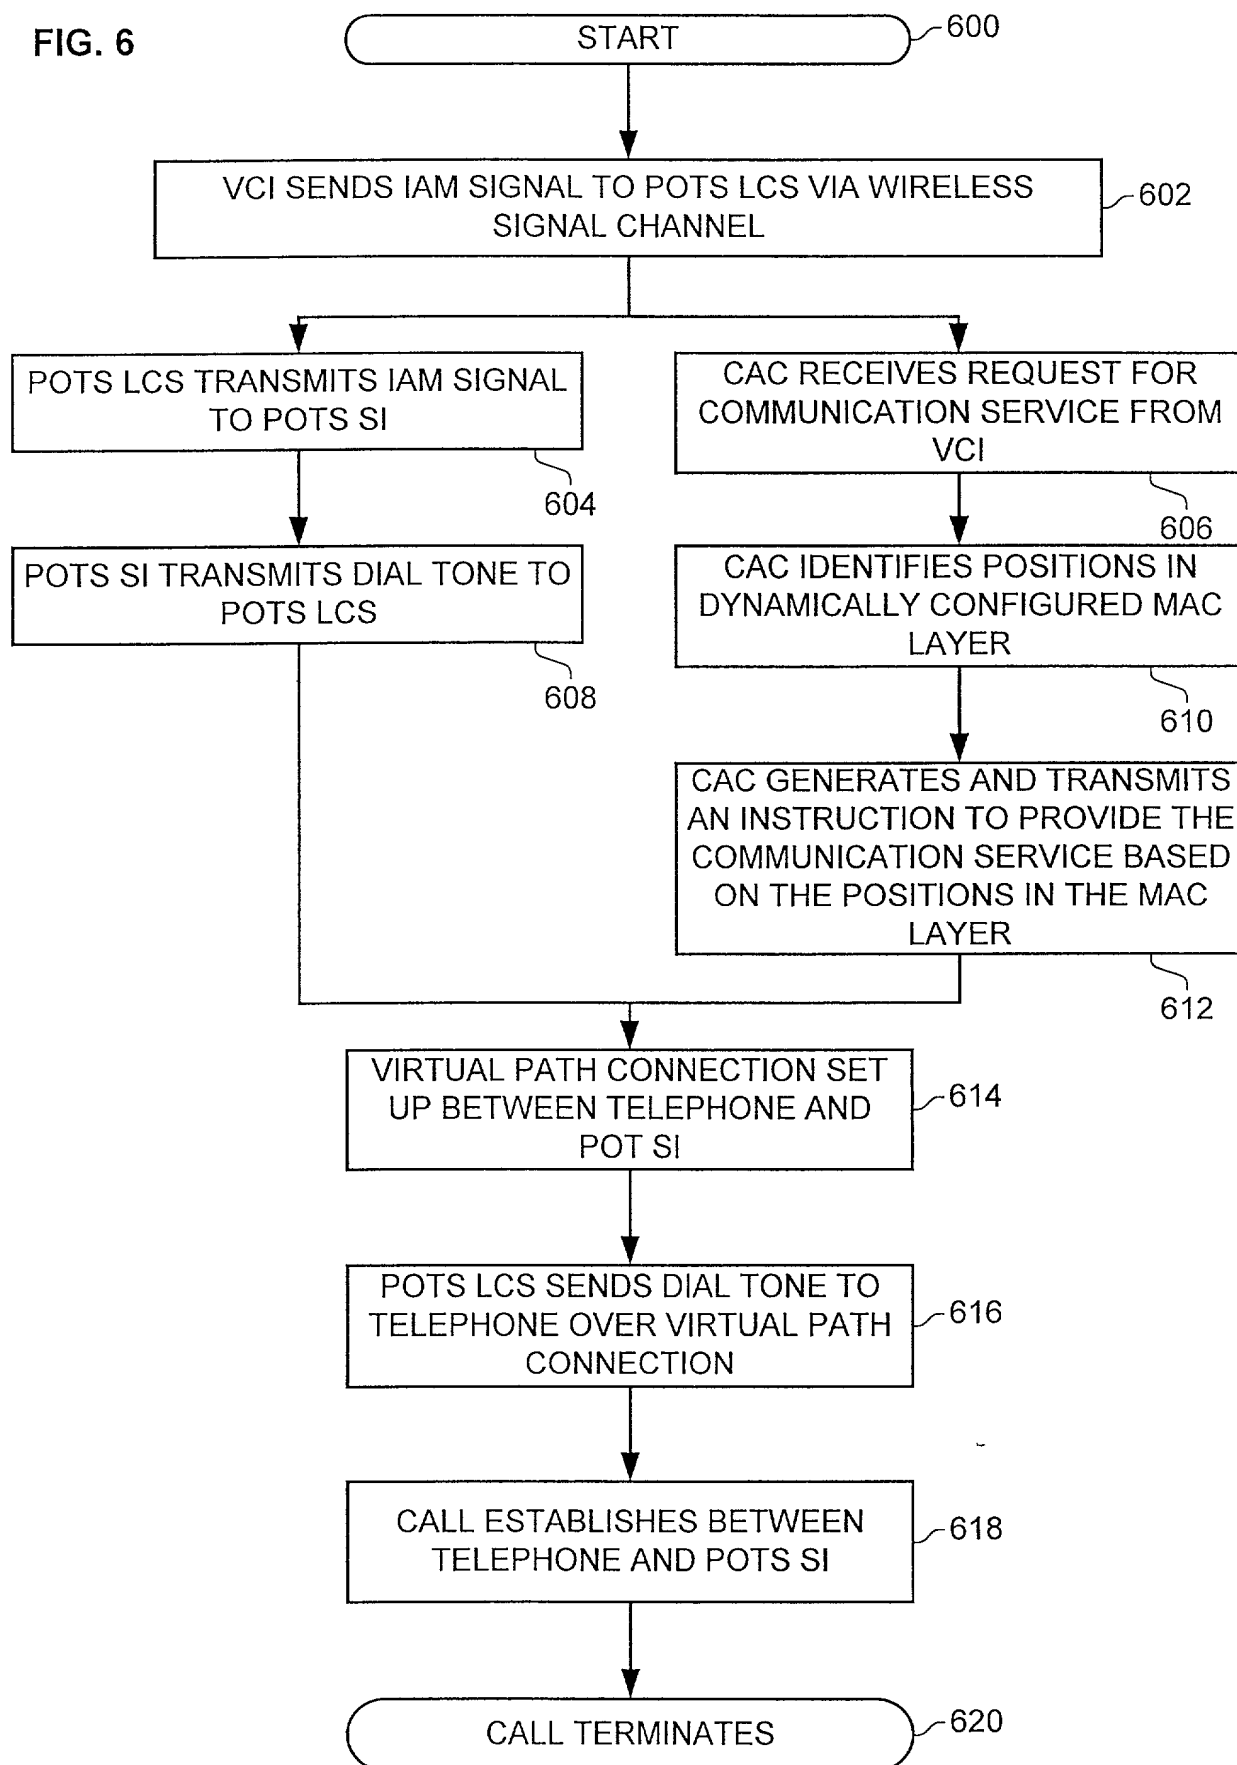 FIG. 6
START
600
VCI SENDS IAM SIGNAL TO POTS LCS VIA WIRELESS
SIGNAL CHANNEL
602
POTS LCS TRANSMITS IAM SIGNAL
TO POTS SI
604
CAC RECEIVES REQUEST FOR
COMMUNICATION SERVICE FROM
VCI
606
POTS SI TRANSMITS DIAL TONE TO
POTS LCS
608
CAC IDENTIFIES POSITIONS IN
DYNAMICALLY CONFIGURED MAC
LAYER
610
CAC GENERATES AND TRANSMITS
AN INSTRUCTION TO PROVIDE THE
COMMUNICATION SERVICE BASED
ON THE POSITIONS IN THE MAC
LAYER
612
VIRTUAL PATH CONNECTION SET
UP BETWEEN TELEPHONE AND
POT SI
614
POTS LCS SENDS DIAL TONE TO
TELEPHONE OVER VIRTUAL PATH
CONNECTION
616
CALL ESTABLISHES BETWEEN
TELEPHONE AND POTS SI
618
CALL TERMINATES
620